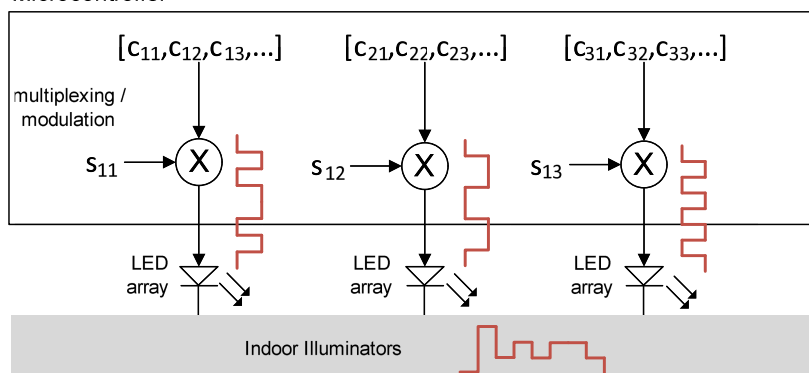 [C11,C12,C13,...] [C21,C22,C23,...] [C31,C32,C33,...]
multiplexing /
modulation
X X X
S11 S12 S13
LED LED LED
array array array
Indoor Illuminators